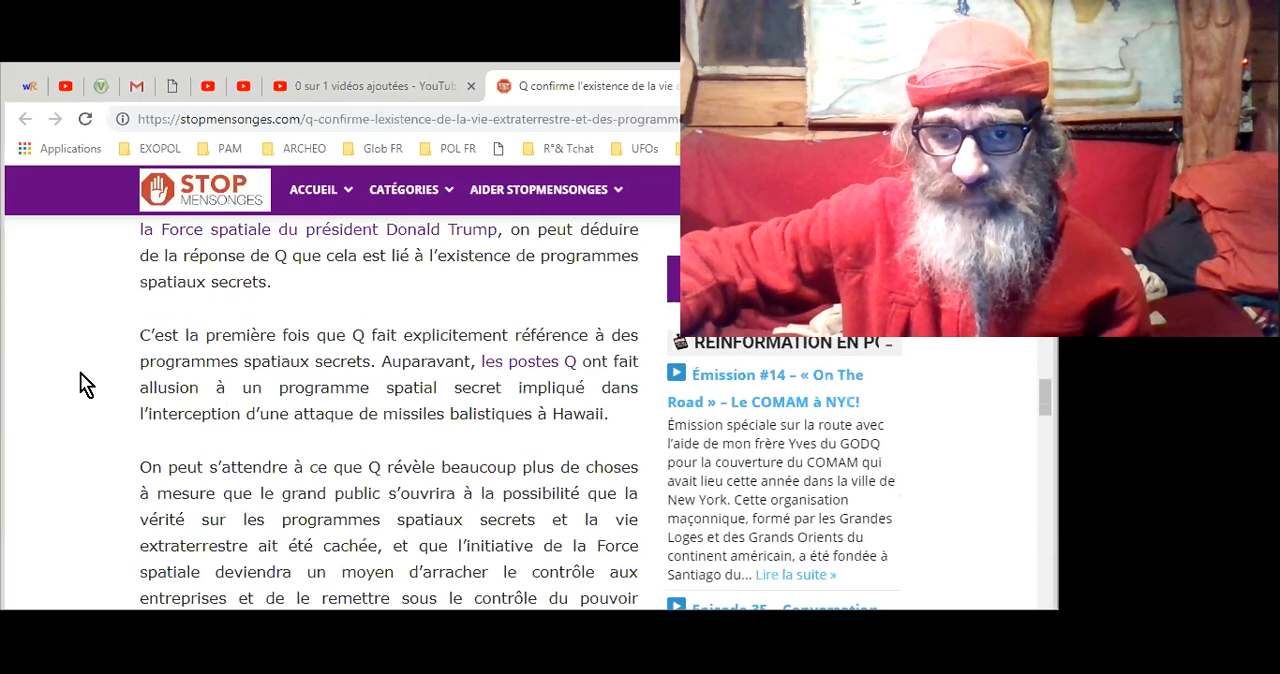 0 sur 1 vidéos ajoutées - YouTu
Q confirme l'existence de la vie e
https://stopmensonges.com/q-confirme-lexistence-de-la-vie-extraterrestre-et-des-programm
Applications
EXOPOL
PAM
ARCHEO
Glob FR
POL FR
R°& Tchat
UFOs
STOP
MENSONGES
ACCUEIL
CATÉGORIES
AIDER STOPMENSONGES
la Force spatiale du président Donald Trump, on peut déduire
de la réponse de Q que cela est lié à l'existence de programmes
spatiaux secrets.
C'est la première fois que Q fait explicitement référence à des
programmes spatiaux secrets. Auparavant, les postes Q ont fait
allusion à un programme spatial secret impliqué dans
l'interception d'une attaque de missiles balistiques à Hawaii.
On peut s'attendre à ce que Q révèle beaucoup plus de choses
à mesure que le grand public s'ouvrira à la possibilité que la
vérité sur les programmes spatiaux secrets et la vie
extraterrestre ait été cachée, et que l'initiative de la Force
spatiale deviendra un moyen d'arracher le contrôle aux
entreprises et de le remettre sous le contrôle du pouvoir
RÉINFORMATION EN
Émission #14 – « On The
Road » – Le COMAM à NYC!
Émission spéciale sur la route avec
l'aide de mon frère Yves du GODQ
pour la couverture du COMAM qui
avait lieu cette année dans la ville de
New York. Cette organisation
maçonnique, formé par les Grandes
Loges et des Grands Orients du
continent américain, a été fondée à
Santiago du... Lire la suite »
Episode 35 – Conversation